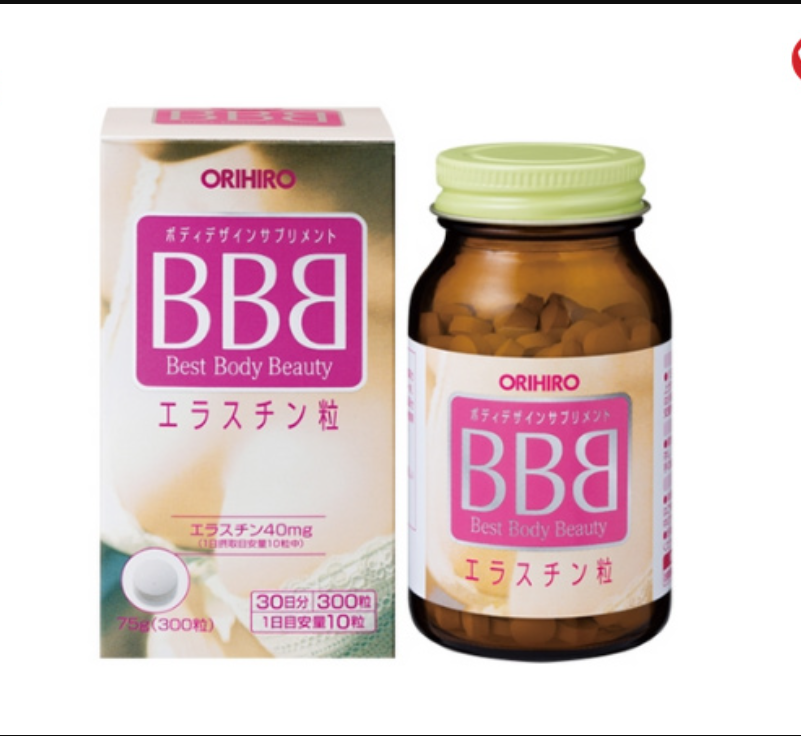 ORIHIRO
ボディデザインサプリメント
BBB
Best Body Beauty
エラスチン粒
エラスチン40mg
(1日摂取目安量10粒中)
75g(300粒)
30日分 300粒
1日目安量10粒
ORIHIRO
ボディデザインサプリメント
BBB
Best Body Beauty
エラスチン粒